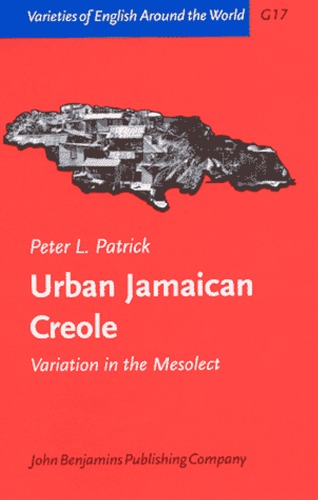 Varieties of English Around the World G17
Peter L. Patrick
Urban Jamaican
Creole
Variation in the Mesolect
John Benjamins Publishing Company